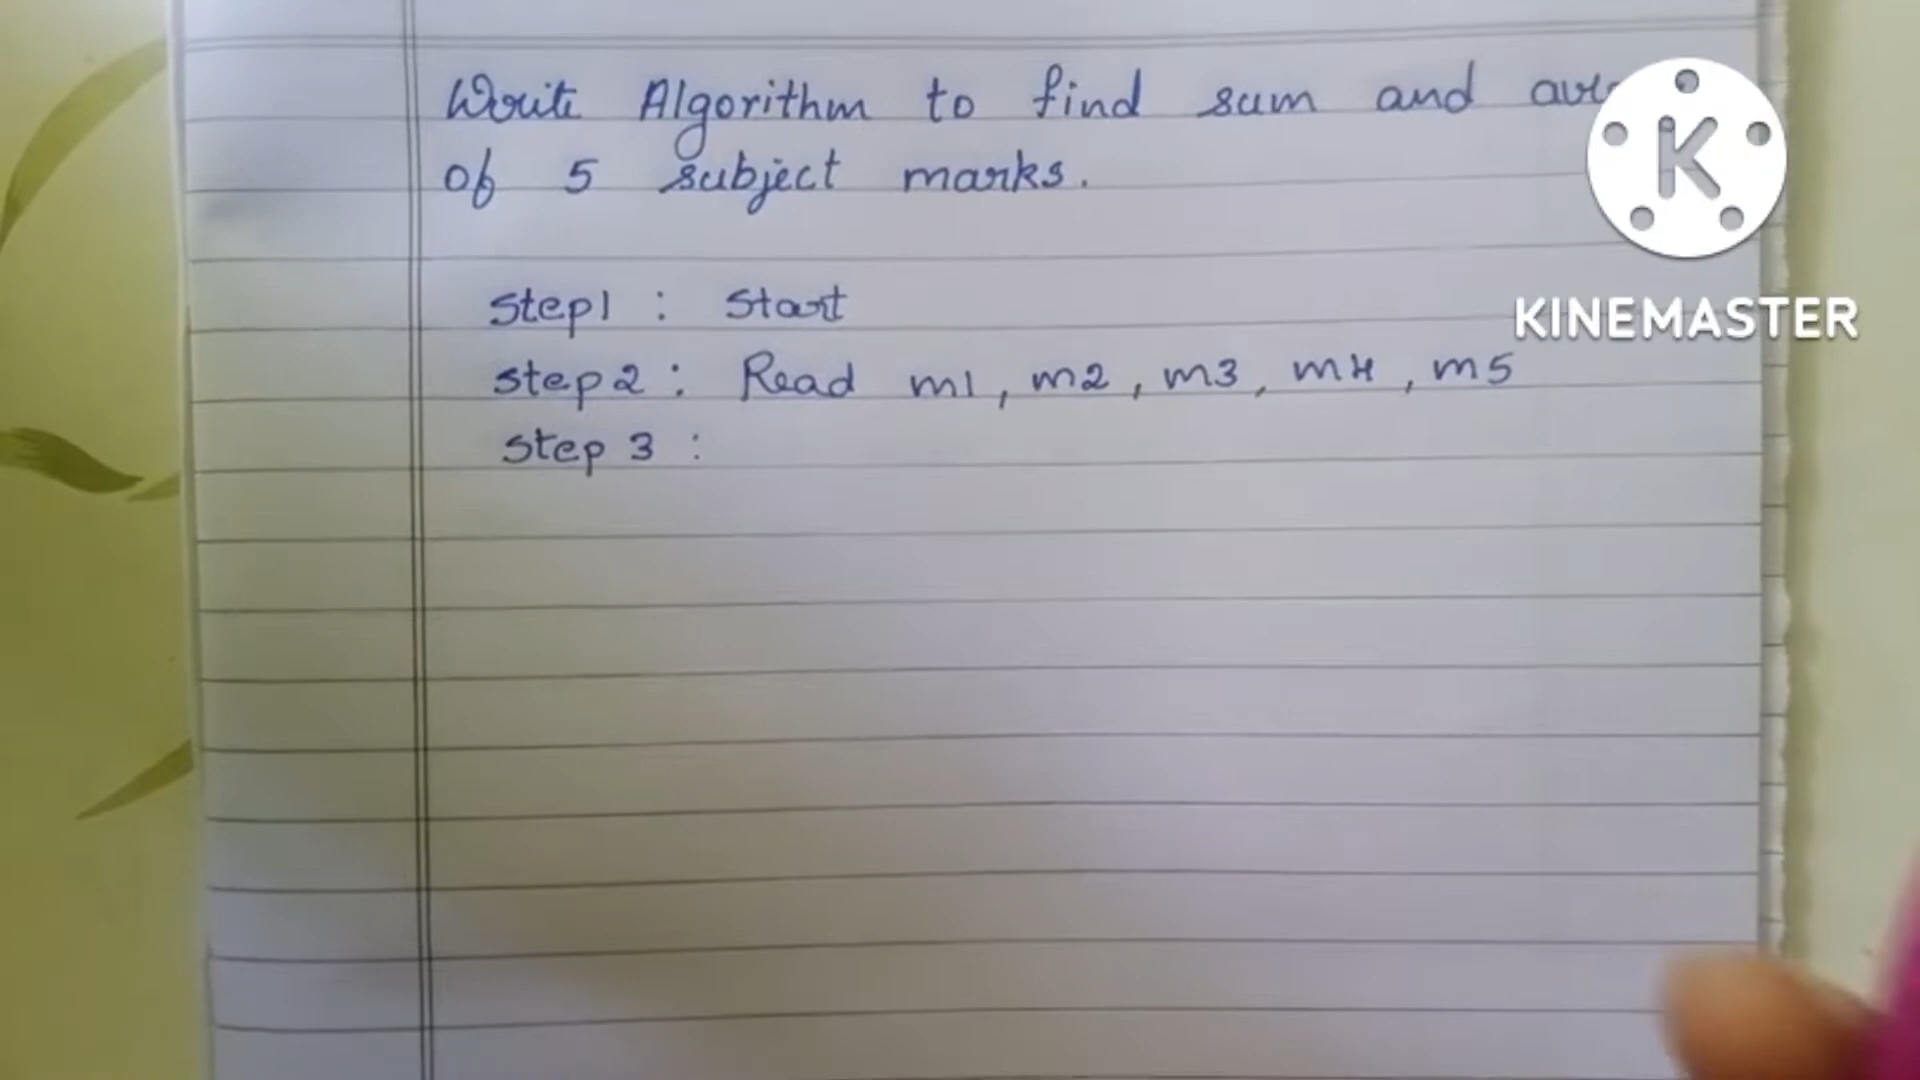 Write Algorithm to find sum and
of 5 subject marks.
Step1 : Start
Step2 : Read m1, m2, m3, m4, m5
Step 3 :
K
KINEMASTER